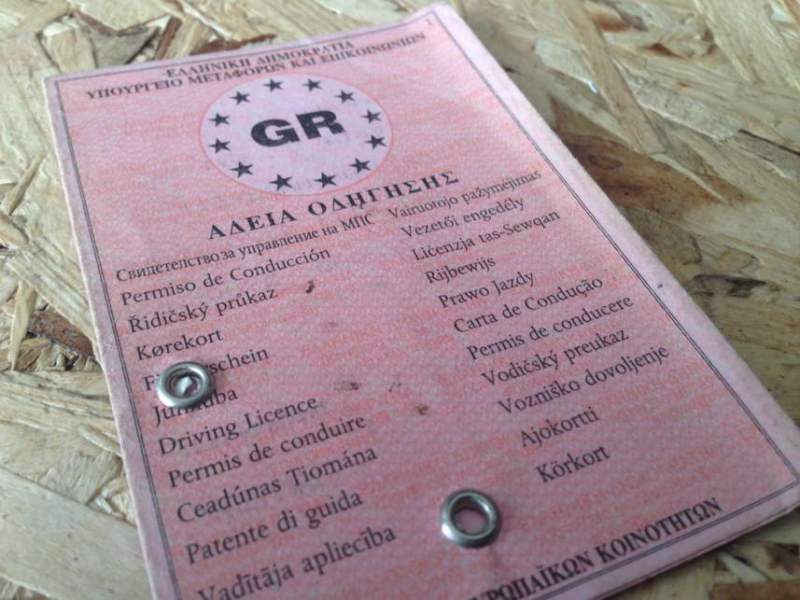 1
ΕΛΛΗΝΙΚΗ ΔΗΜΟΚΡΑΤΙΑ
ΥΠΟΥΡΓΕΙΟ ΜΕΤΑΦΟΡΩΝ ΚΑΙ ΕΠΙΚΟΙΝΩΝΙΩΝ
GR
ΑΔΕΙΑ ΟΔΗΓΗΣΗΣ
Свидетелство за управление на МПС
Permiso de Conducción
Řidičský průkaz
Kørekort
Driving Licence
Permis de conduire
Ceadúnas Tiomána
Patente di guida
Vadītāja apliecība
Vairuotojo pažymėjimas
Vezetői engedély
Liċenzja tas-Sewqan
Rijbewijs
Prawo Jazdy
Carta de Condução
Permis de conducere
Vodičský preukaz
Vozniško dovoljenje
Ajokortti
Körkort
ΚΟΙΝΟΤΗΤΩΝ